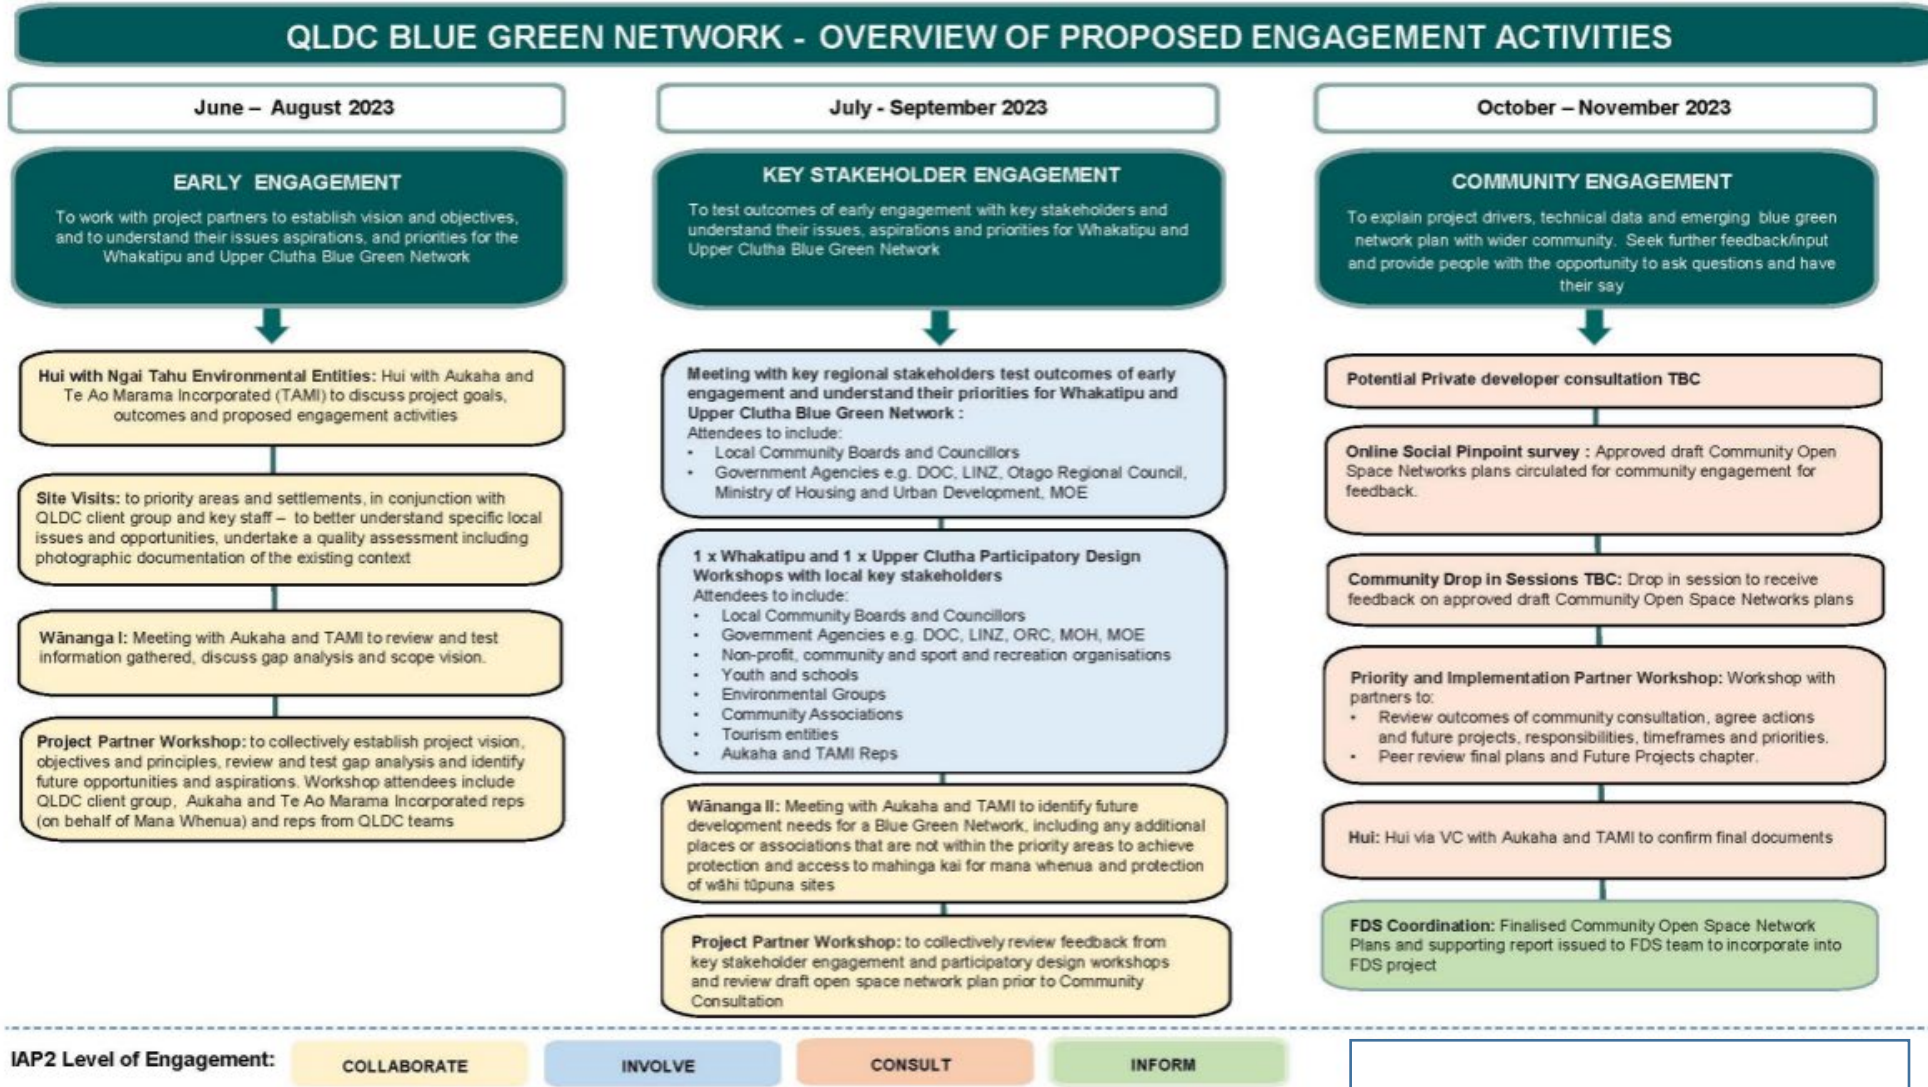 QLDC BLUE GREEN NETWORK - OVERVIEW OF PROPOSED ENGAGEMENT ACTIVITIES
June – August 2023
EARLY ENGAGEMENT
To work with project partners to establish vision and objectives,
and to understand their issues aspirations, and priorities for the
Whakatipu and Upper Clutha Blue Green Network
Hui with Ngai Tahu Environmental Entities: Hui with Aukaha and
Te Ao Marama Incorporated (TAMI) to discuss project goals,
outcomes and proposed engagement activities
Site Visits: to priority areas and settlements, in conjunction with
QLDC client group and key staff – to better understand specific local
issues and opportunities, undertake a quality assessment including
photographic documentation of the existing context
Wānanga I: Meeting with Aukaha and TAMI to review and test
information gathered, discuss gap analysis and scope vision.
Project Partner Workshop: to collectively establish project vision,
objectives and principles, review and test gap analysis and identify
future opportunities and aspirations. Workshop attendees include
QLDC client group, Aukaha and Te Ao Marama Incorporated reps
(on behalf of Mana Whenua) and reps from QLDC teams
July - September 2023
KEY STAKEHOLDER ENGAGEMENT
To test outcomes of early engagement with key stakeholders and
understand their issues, aspirations and priorities for Whakatipu and
Upper Clutha Blue Green Network
Meeting with key regional stakeholders test outcomes of early
engagement and understand their priorities for Whakatipu and
Upper Clutha Blue Green Network :
Attendees to include:
• Local Community Boards and Councillors
• Government Agencies e.g. DOC, LINZ, Otago Regional Council,
Ministry of Housing and Urban Development, MOE
1 x Whakatipu and 1 x Upper Clutha Participatory Design
Workshops with local key stakeholders
Attendees to include:
• Local Community Boards and Councillors
• Government Agencies e.g. DOC, LINZ, ORC, MOH, MOE
• Non-profit, community and sport and recreation organisations
• Youth and schools
• Environmental Groups
• Community Associations
• Tourism entities
• Aukaha and TAMI Reps
Wānanga II: Meeting with Aukaha and TAMI to identify future
development needs for a Blue Green Network, including any additional
places or associations that are not within the priority areas to achieve
protection and access to mahinga kai for mana whenua and protection
of wāhi tūpuna sites
Project Partner Workshop: to collectively review feedback from
key stakeholder engagement and participatory design workshops
and review draft open space network plan prior to Community
Consultation
October – November 2023
COMMUNITY ENGAGEMENT
To explain project drivers, technical data and emerging blue green
network plan with wider community. Seek further feedback/input
and provide people with the opportunity to ask questions and have
their say
Potential Private developer consultation TBC
Online Social Pinpoint survey : Approved draft Community Open
Space Networks plans circulated for community engagement for
feedback.
Community Drop in Sessions TBC: Drop in session to receive
feedback on approved draft Community Open Space Networks plans
Priority and Implementation Partner Workshop: Workshop with
partners to:
• Review outcomes of community consultation, agree actions
and future projects, responsibilities, timeframes and priorities.
• Peer review final plans and Future Projects chapter.
Hui: Hui via VC with Aukaha and TAMI to confirm final documents
FDS Coordination: Finalised Community Open Space Network
Plans and supporting report issued to FDS team to incorporate into
FDS project
IAP2 Level of Engagement:
COLLABORATE
INVOLVE
CONSULT
INFORM